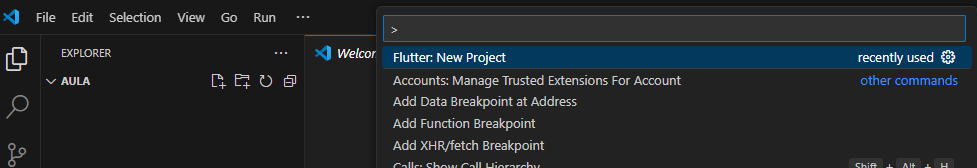 File Edit Selection View Go Run ...
>
EXPLORER ...
Welcom
Flutter: New Project recently used
AULA
Accounts: Manage Trusted Extensions For Account other commands
Add Data Breakpoint at Address
Add Function Breakpoint
Add XHR/fetch Breakpoint
Calls: Show Call Hierarchy Shift + Alt + H